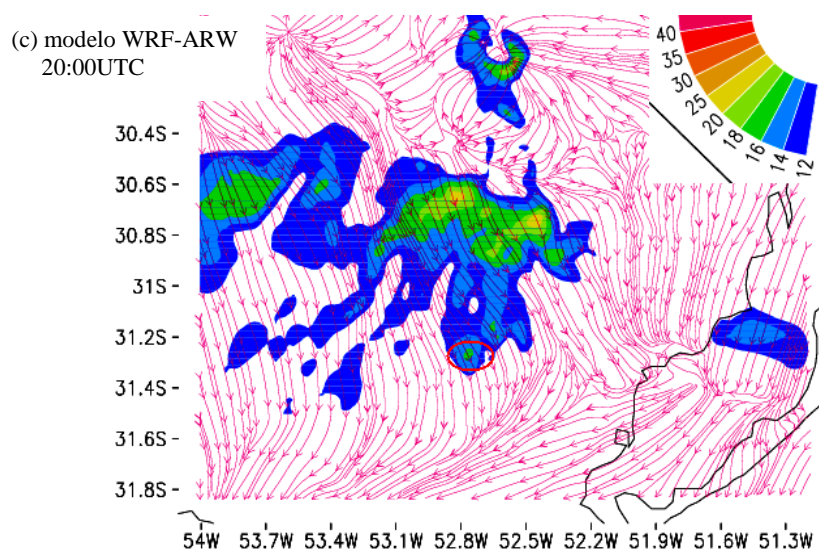 (c) modelo WRF-ARW
20:00UTC
40
35
30
25
20
18
16
14
12
30.4S
30.6S
30.8S
31S
31.2S
31.4S
31.6S
31.8S
54W 53.7W 53.4W 53.1W 52.8W 52.5W 52.2W 51.9W 51.6W 51.3W